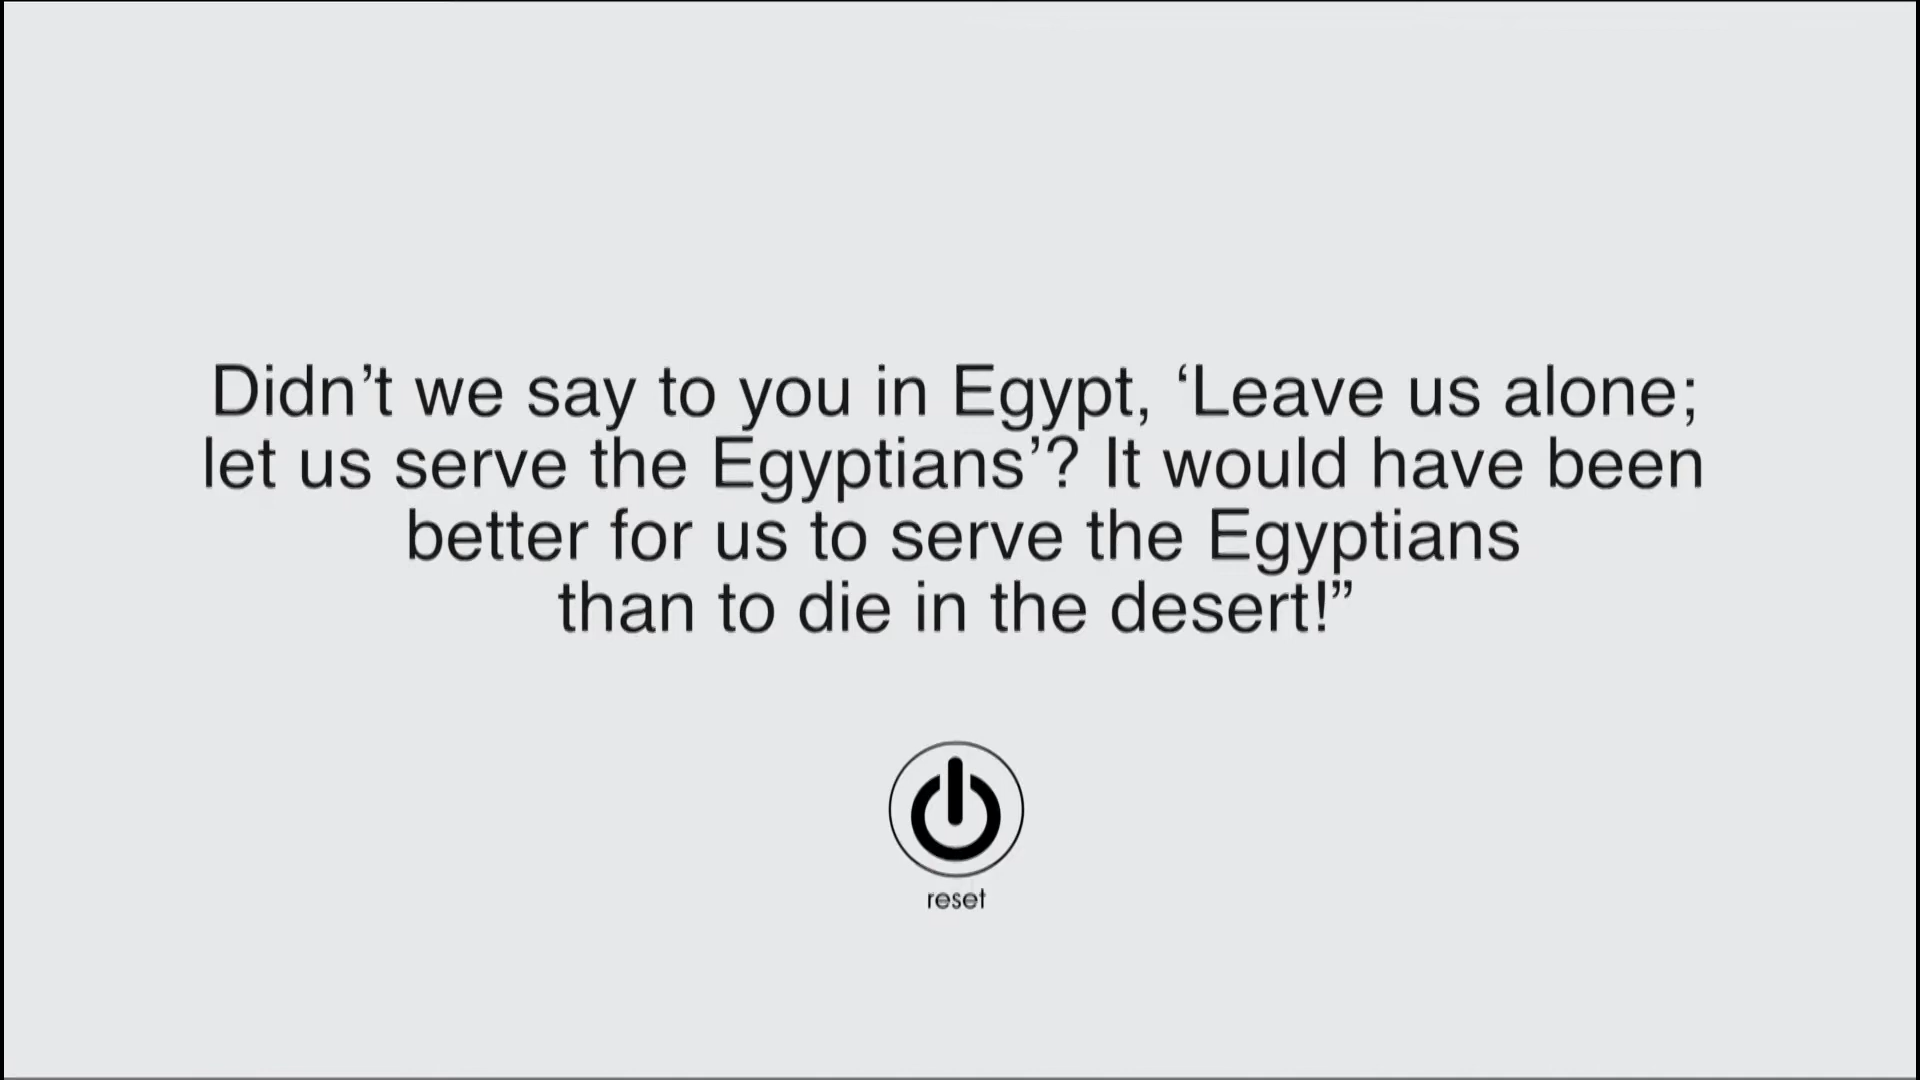 Didn’t we say to you in Egypt, ‘Leave us alone;
let us serve the Egyptians’? It would have been
better for us to serve the Egyptians
than to die in the desert!”
reset